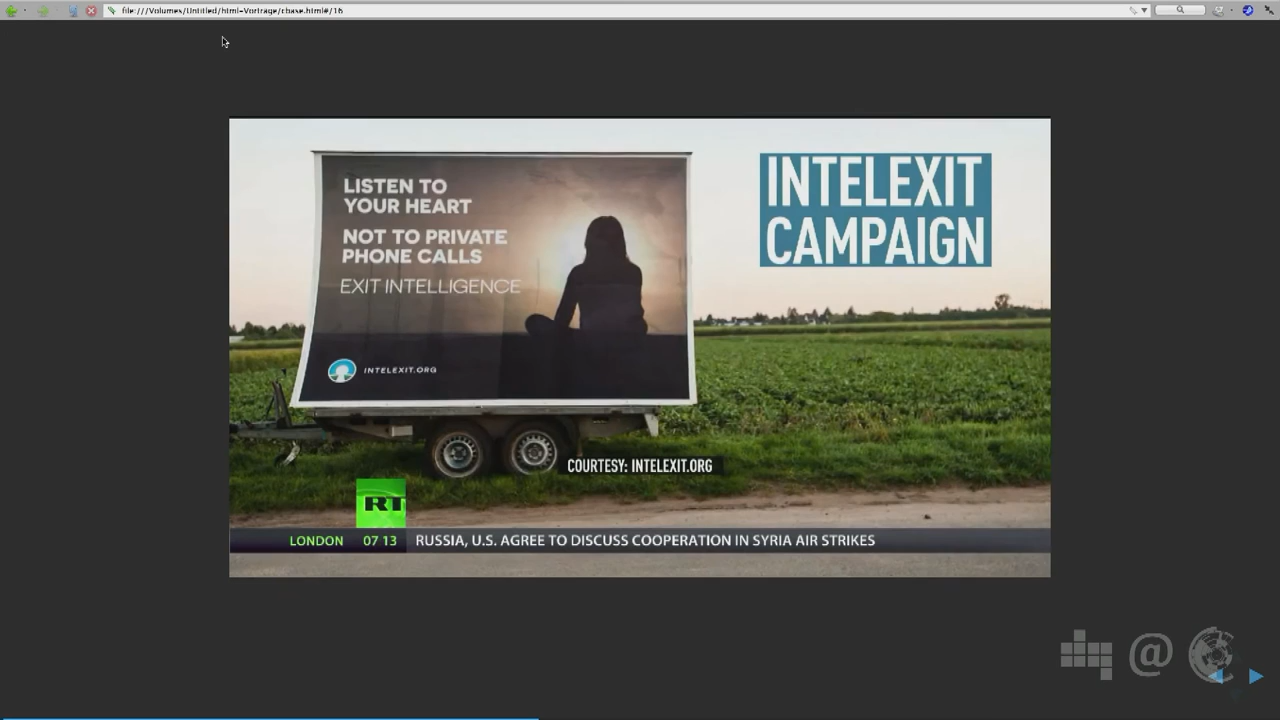 file:///Volumes/Untitled/html-Vortrage/cbase.html#/16
LISTEN TO
YOUR HEART
NOT TO PRIVATE
PHONE CALLS
EXIT INTELLIGENCE
INTELEXIT.ORG
INTELEXIT
CAMPAIGN
COURTESY: INTELEXIT.ORG
RT
LONDON 07 13 RUSSIA, U.S. AGREE TO DISCUSS COOPERATION IN SYRIA AIR STRIKES
@